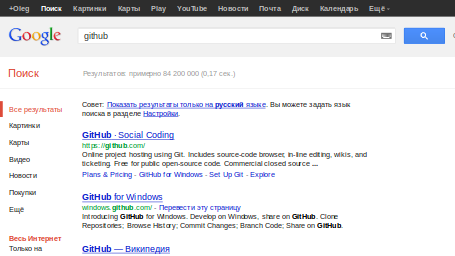 +Oleg Поиск Картинки Карты Play YouTube Новости Почта Диск Календарь Ещё
Google github
Поиск Результатов: примерно 84 200 000 (0,17 сек.)
Все результаты
Картинки
Карты
Видео
Новости
Покупки
Ещё
Весь Интернет
Только на
Совет: Показать результаты только на русский языке. Вы можете задать язык
поиска в разделе Настройки.
GitHub · Social Coding
https://github.com/
Online project hosting using Git. Includes source-code browser, in-line editing, wikis, and
ticketing. Free for public open-source code. Commercial closed source ...
Plans & Pricing - GitHub for Windows - Set Up Git - Explore
GitHub for Windows
windows.github.com/ - Перевести эту страницу
Introducing GitHub for Windows. Develop on Windows, share on GitHub. Clone
Repositories; Browse History; Commit Changes; Branch Code; Share on GitHub.
GitHub — Википедия